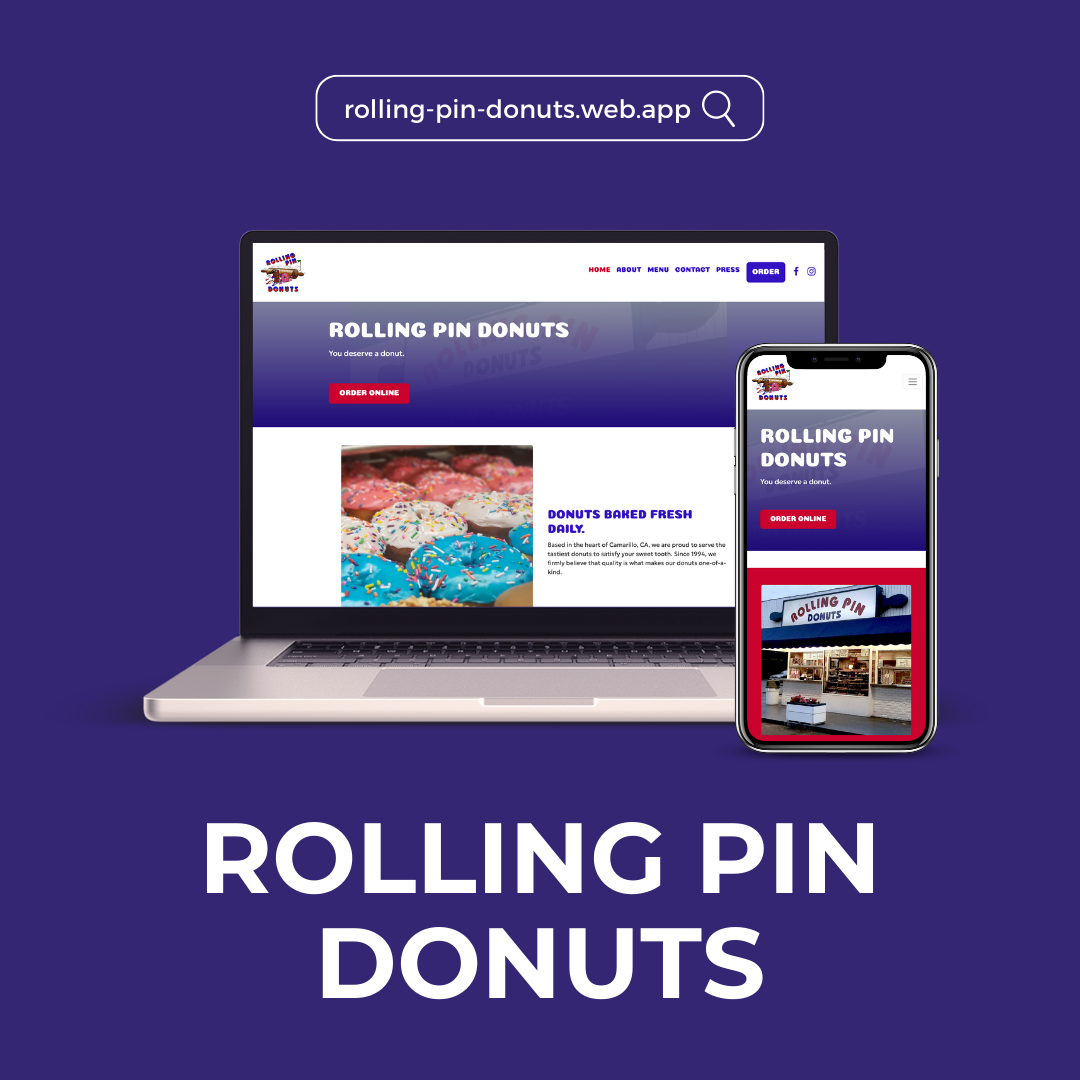 rolling-pin-donuts.web.app
ROLLING PIN
DONUTS
HOME ABOUT MENU CONTACT PRESS ORDER
ROLLING PIN DONUTS
You deserve a donut.
ORDER ONLINE
DONUTS BAKED FRESH
DAILY.
Based in the heart of Camarillo, CA, we are proud to serve the
tastiest donuts to satisfy your sweet tooth. Since 1994, we
firmly believe that quality is what makes our donuts one-of-a-
kind.
ROLLING PIN
DONUTS
ROLLING PIN
DONUTS
You deserve a donut.
ORDER ONLINE
ROLLING PIN
DONUTS
ROLLING PIN
DONUTS